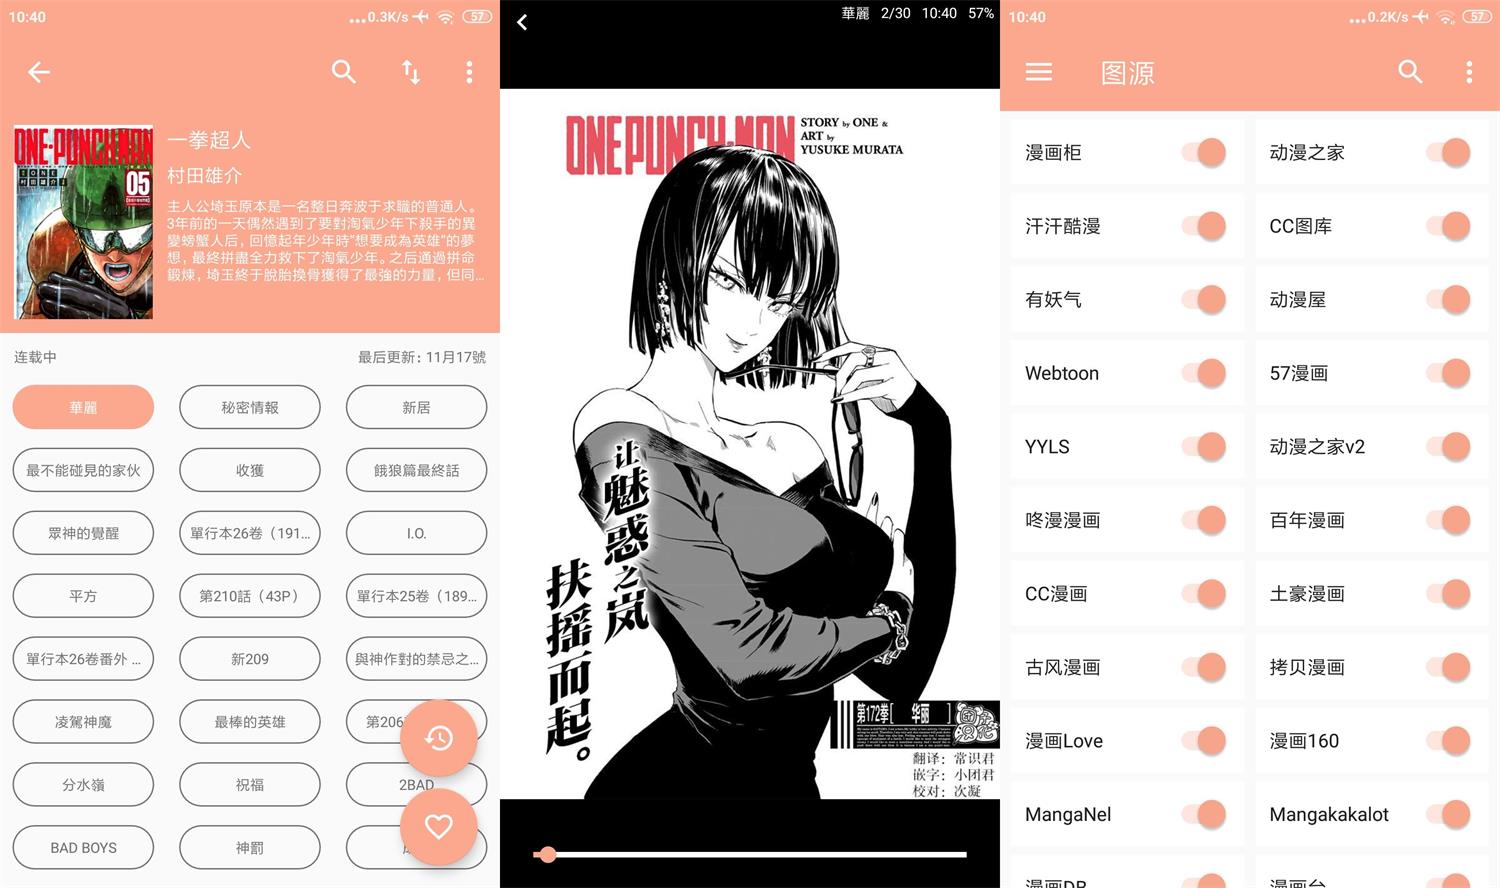 10:40
...0.3K/s
57
ONE-PUNCHMAN
05
一拳超人
村田雄介
主人公埼玉原本是一名整日奔波于求職的普通人。
3年前的一天偶然遇到了要對淘氣少年下殺手的異
變螃蟹人后，回憶起年少年時“想要成為英雄”的夢
想，最終拼盡全力救下了淘氣少年。之后通過拼命
鍛煉，埼玉終于脫胎換骨獲得了最強的力量，但同...
连载中
最后更新：11月17號
華麗
秘密情報
新居
最不能碰見的家伙
收獲
餓狼篇最終話
眾神的覺醒
單行本26卷（191...
I.O.
平方
第210話（43P）
單行本25卷（189...
單行本26卷番外 ...
新209
與神作對的禁忌之...
凌駕神魔
最棒的英雄
第206
分水嶺
祝福
2BAD
BAD BOYS
神罰
華麗 2/30 10:40 57%
ONE PUNCH-MAN
STORY by ONE &
ART by
YUSUKE MURATA
让魅惑之岚
扶摇而起。
第172拳[ 华丽 ]
翻译：常识君
嵌字：小团君
校对：次凝
10:40
...0.2K/s
57
图源
漫画柜
动漫之家
汗汗酷漫
CC图库
有妖气
动漫屋
Webtoon
57漫画
YYLS
动漫之家v2
咚漫漫画
百年漫画
CC漫画
土豪漫画
古风漫画
拷贝漫画
漫画Love
漫画160
MangaNel
Mangakakalot
漫画DB
漫画台